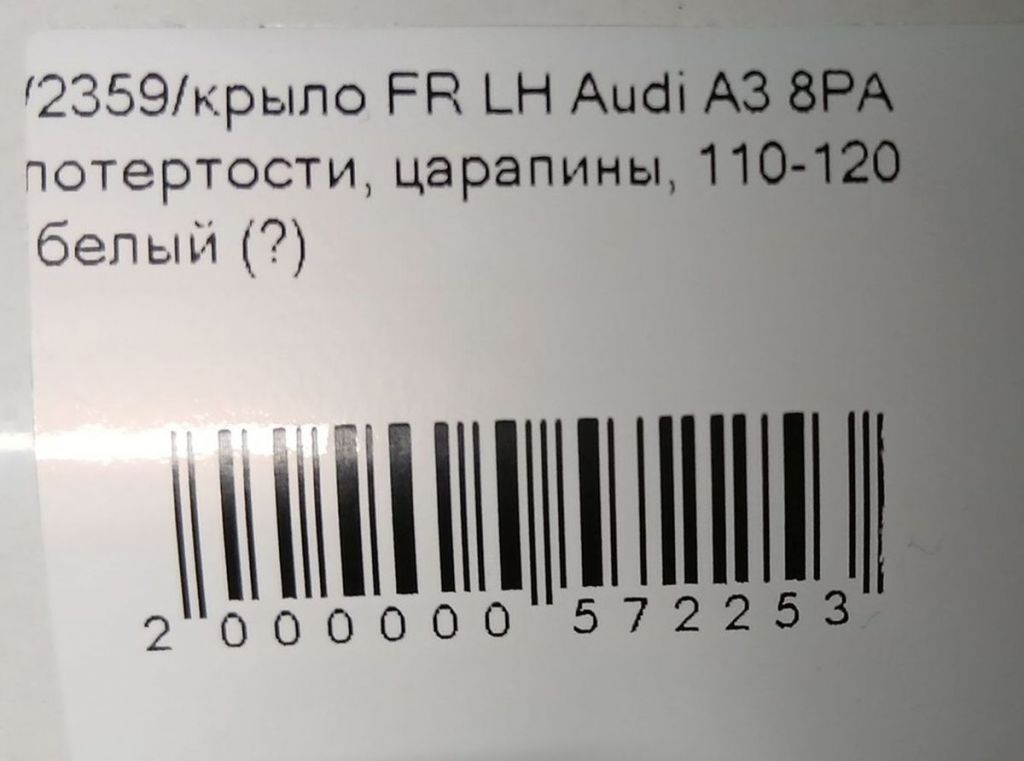 /2359/крыло FR LH Audi A3 8PA
потертости, царапины, 110-120
белый (?)
2 000000 572253